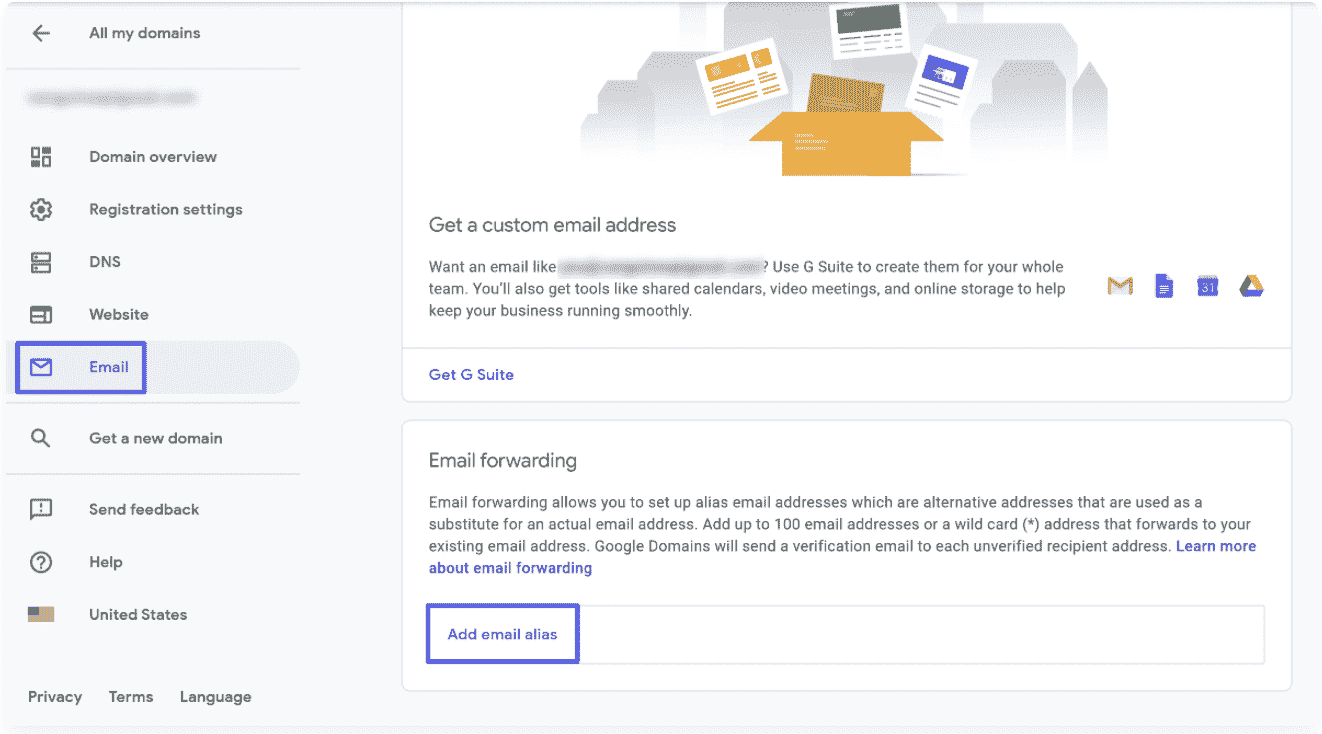 All my domains
Domain overview
Registration settings
DNS
Website
Email
Get a new domain
Send feedback
Help
United States
Privacy Terms Language
Get a custom email address
Want an email like ? Use G Suite to create them for your whole
team. You'll also get tools like shared calendars, video meetings, and online storage to help
keep your business running smoothly.
31
Get G Suite
Email forwarding
Email forwarding allows you to set up alias email addresses which are alternative addresses that are used as a
substitute for an actual email address. Add up to 100 email addresses or a wild card (*) address that forwards to your
existing email address. Google Domains will send a verification email to each unverified recipient address. Learn more
about email forwarding
Add email alias